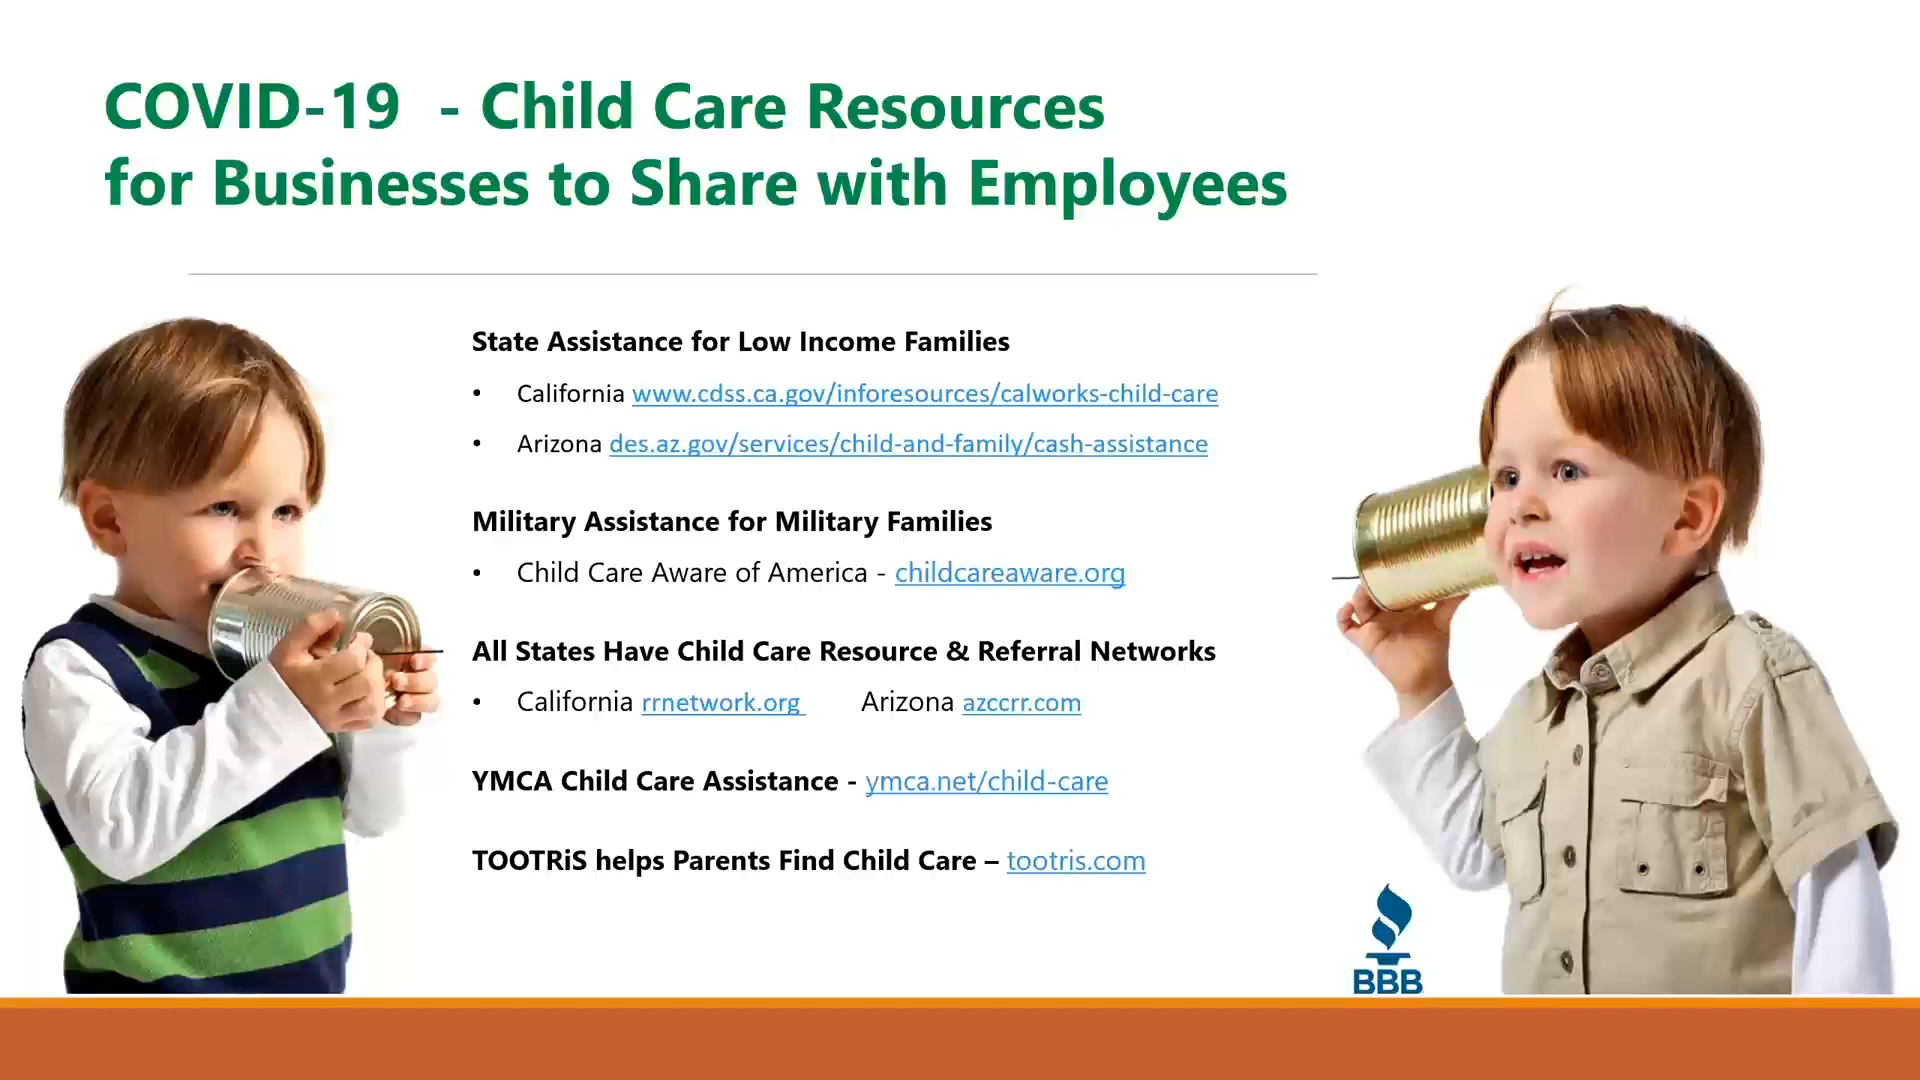 COVID-19  - Child Care Resources
for Businesses to Share with Employees
State Assistance for Low Income Families
• California www.cdss.ca.gov/inforesources/calworks-child-care
• Arizona des.az.gov/services/child-and-family/cash-assistance
Military Assistance for Military Families
• Child Care Aware of America - childcareaware.org
All States Have Child Care Resource & Referral Networks
• California rrnetwork.org Arizona azccrr.com
YMCA Child Care Assistance - ymca.net/child-care
TOOTRiS helps Parents Find Child Care – tootris.com
BBB